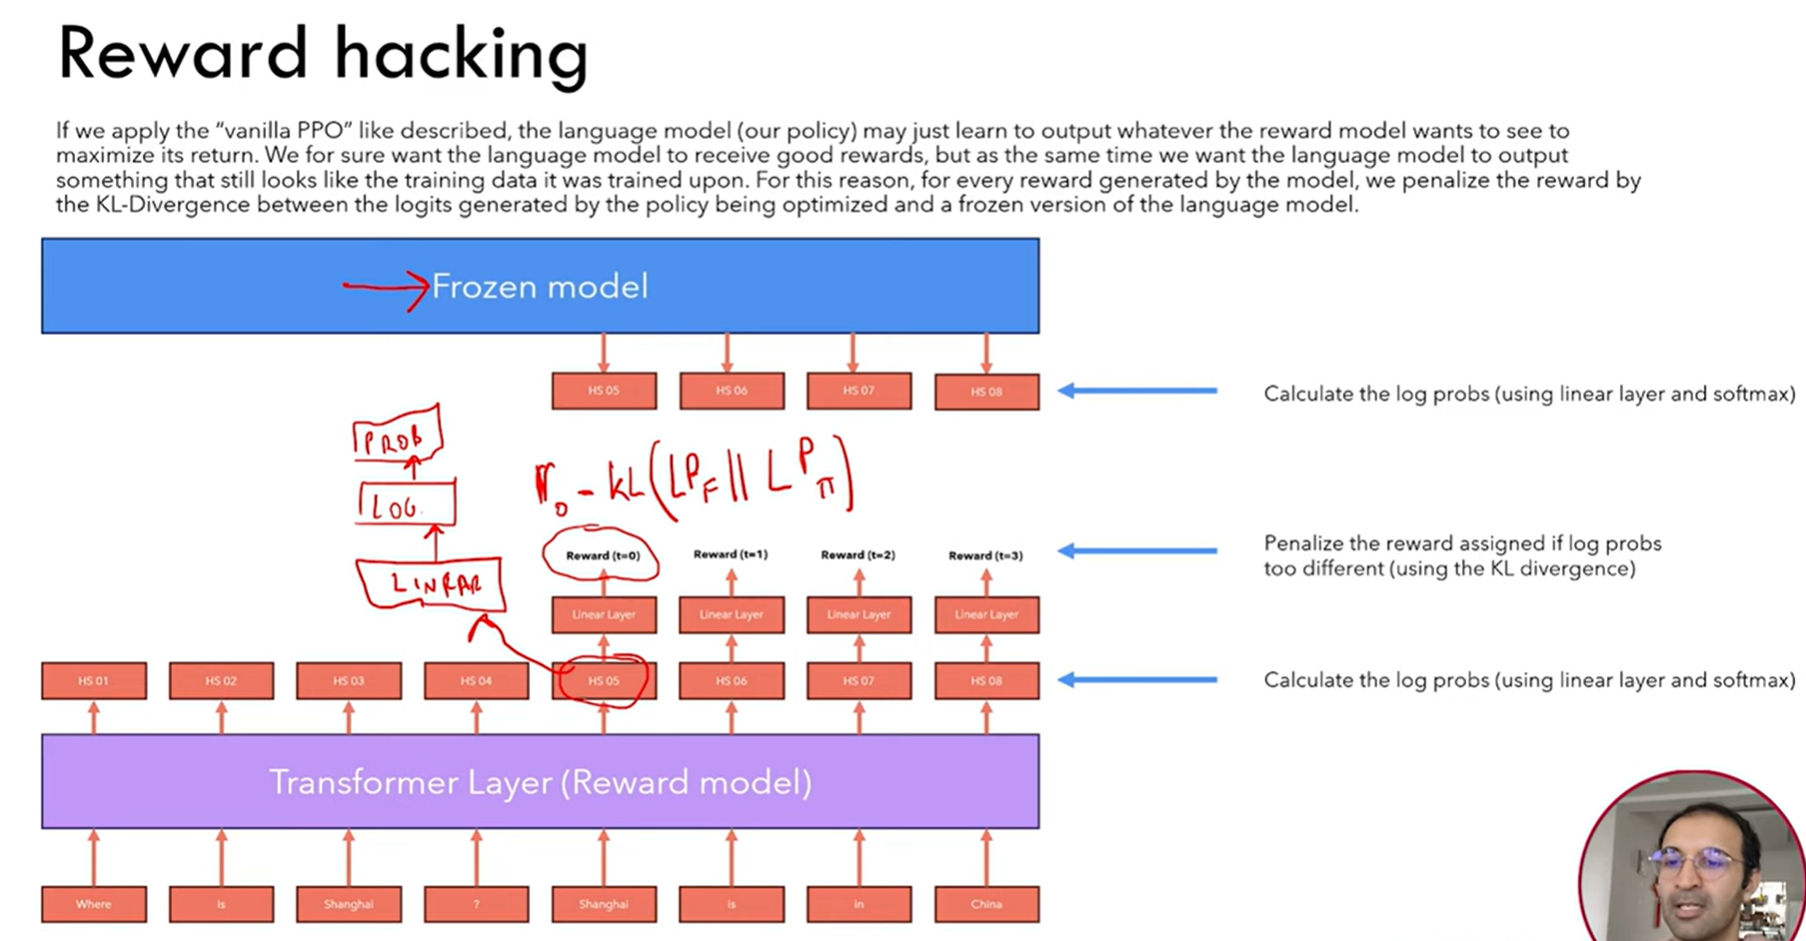 Reward hacking
If we apply the “vanilla PPO” like described, the language model (our policy) may just learn to output whatever the reward model wants to see to
maximize its return. We for sure want the language model to receive good rewards, but as the same time we want the language model to output
something that still looks like the training data it was trained upon. For this reason, for every reward generated by the model, we penalize the reward by
the KL-Divergence between the logits generated by the policy being optimized and a frozen version of the language model.
Frozen model
HS 05 HS 06 HS 07 HS 08
Calculate the log probs (using linear layer and softmax)
PROB
LOG.
LINEAR
r₀ - KL(LP_F || LP_π)
Reward (t=0) Reward (t=1) Reward (t=2) Reward (t=3)
Penalize the reward assigned if log probs
too different (using the KL divergence)
Linear Layer Linear Layer Linear Layer Linear Layer
HS 01 HS 02 HS 03 HS 04 HS 05 HS 06 HS 07 HS 08
Calculate the log probs (using linear layer and softmax)
Transformer Layer (Reward model)
Where is Shanghai ? Shanghai is in China